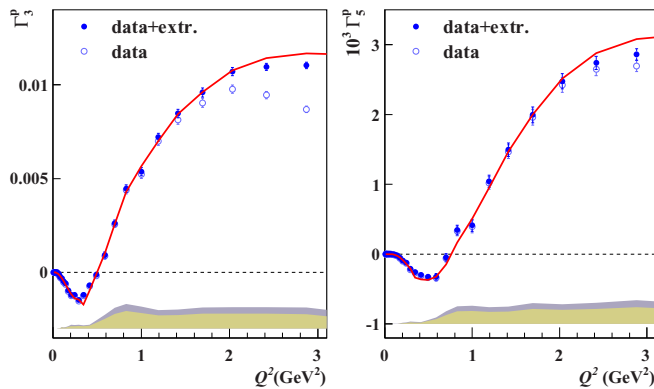 Γ₃ᵖ
data+extr.
data
0.01
0.005
0
0 1 2 3
Q²(GeV²)
10³ Γ₅ᵖ
data+extr.
data
3
2
1
0
-1
0 1 2 3
Q²(GeV²)